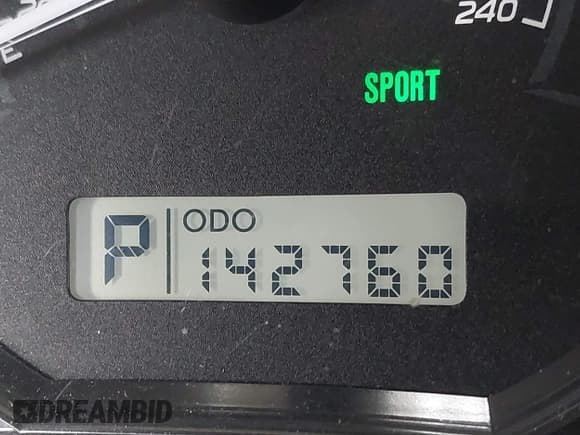 240
E
SPORT
P
ODO
142760
DREAMBID